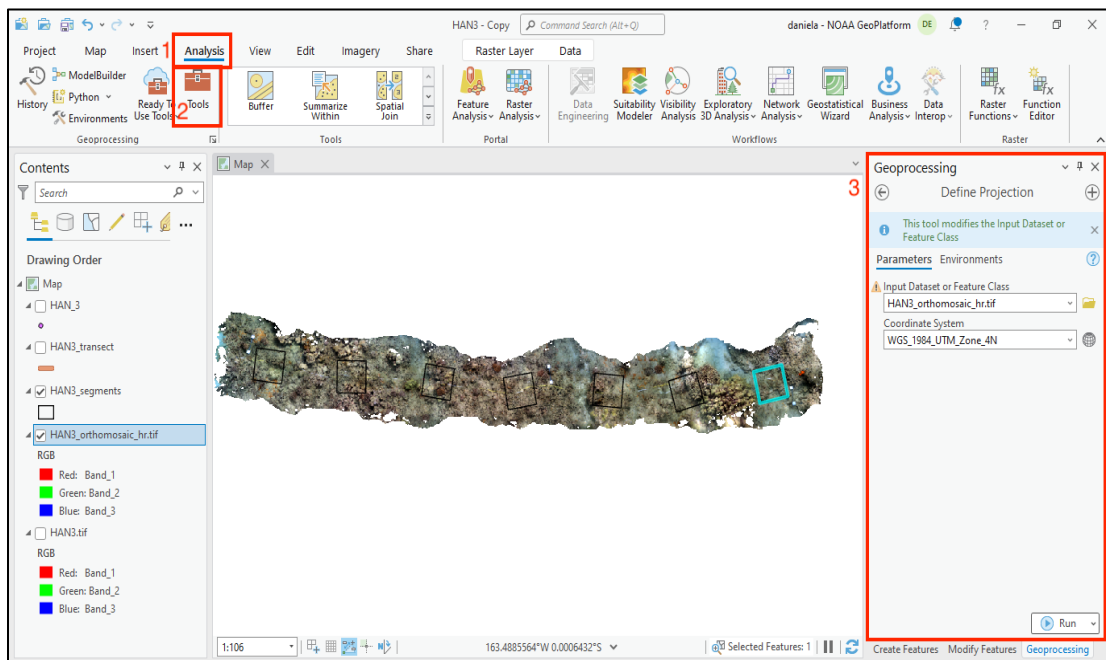 HAN3 - Copy
Command Search (Alt+Q)
daniela - NOAA GeoPlatform
DE
?
Project Map Insert 1 Analysis View Edit Imagery Share Raster Layer Data
History
ModelBuilder
Python
Environments
Ready To
Use Tools
2
Tools
Geoprocessing
Buffer
Summarize
Within
Spatial
Join
Tools
Feature
Analysis
Raster
Analysis
Portal
Data
Engineering
Suitability
Modeler
Visibility
Analysis
Exploratory
3D Analysis
Network
Analysis
Geostatistical
Wizard
Business
Analysis
Data
Interop
Workflows
Raster
Functions
Function
Editor
Raster
Contents
Search
Drawing Order
Map
HAN_3
HAN3_transect
HAN3_segments
HAN3_orthomosaic_hr.tif
RGB
Red: Band_1
Green: Band_2
Blue: Band_3
HAN3.tif
RGB
Red: Band_1
Green: Band_2
Blue: Band_3
Map
1:106
163.4885564°W 0.0006432°S
Selected Features: 1
3
Geoprocessing
Define Projection
This tool modifies the Input Dataset or
Feature Class
Parameters Environments
?
Input Dataset or Feature Class
HAN3_orthomosaic_hr.tif
Coordinate System
WGS_1984_UTM_Zone_4N
Run
Create Features Modify Features Geoprocessing